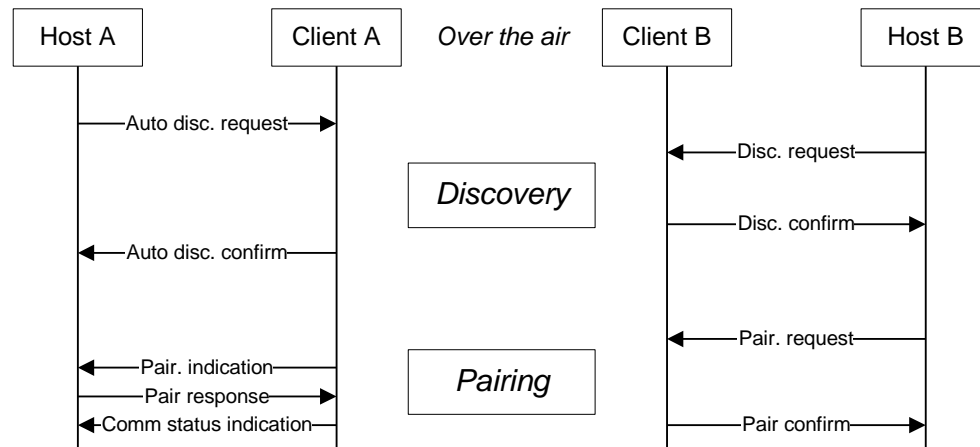 Host A
Client A
Over the air
Client B
Host B
Auto disc. request
Disc. request
Discovery
Disc. confirm
Auto disc. confirm
Pair. request
Pair. indication
Pairing
Pair response
Comm status indication
Pair confirm